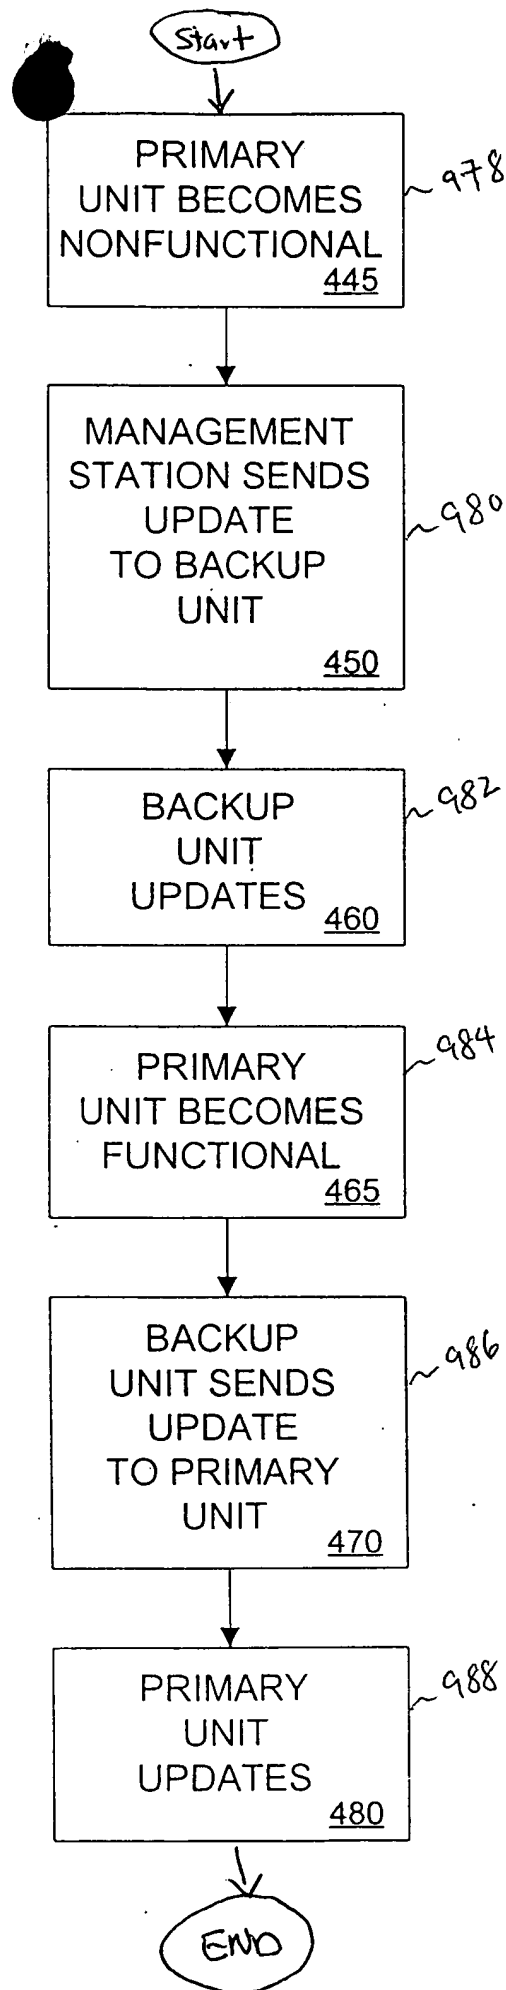 Start
PRIMARY
UNIT BECOMES
NONFUNCTIONAL
445
978
MANAGEMENT
STATION SENDS
UPDATE
TO BACKUP
UNIT
450
980
BACKUP
UNIT
UPDATES
460
982
PRIMARY
UNIT BECOMES
FUNCTIONAL
465
984
BACKUP
UNIT SENDS
UPDATE
TO PRIMARY
UNIT
470
986
PRIMARY
UNIT
UPDATES
480
988
END